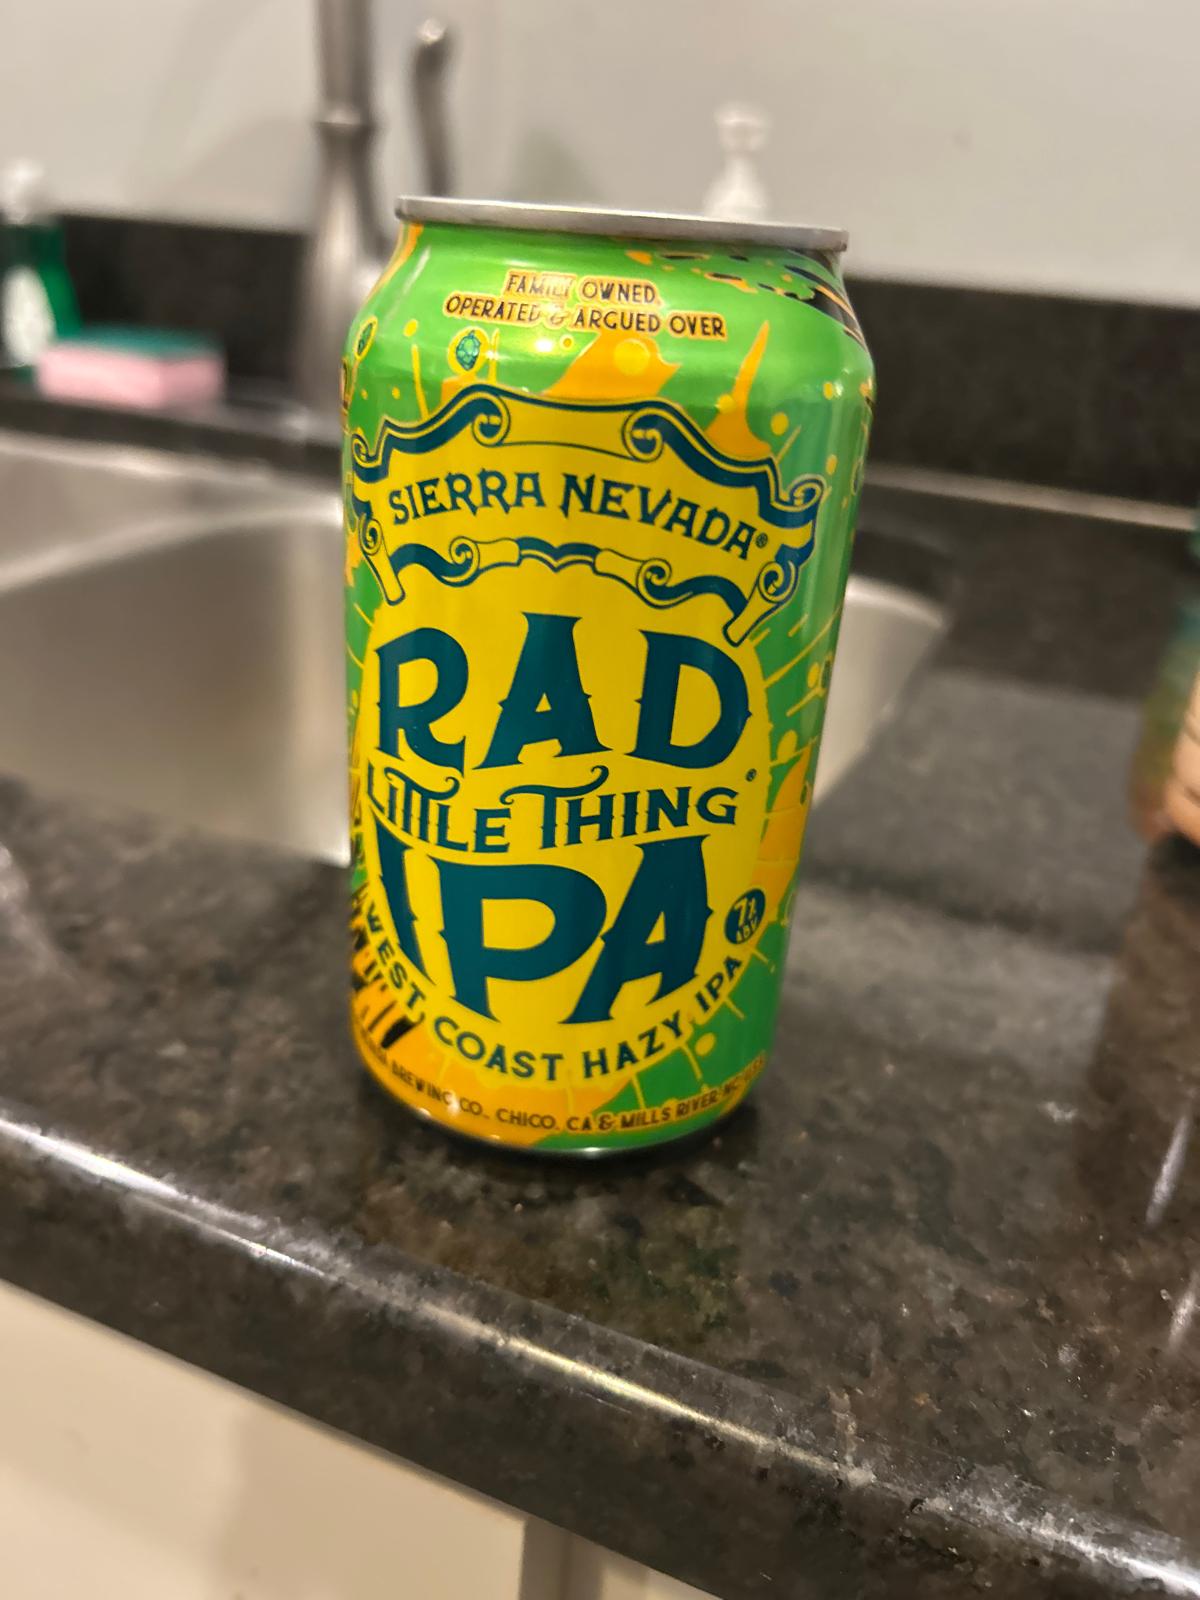 FAMILY OWNED,
OPERATED & ARGUED OVER
SIERRA NEVADA®
RAD
LITTLE THING®
IPA
7%
ABV
WEST COAST HAZY IPA
BREWING CO., CHICO, CA & MILLS RIVER, NC